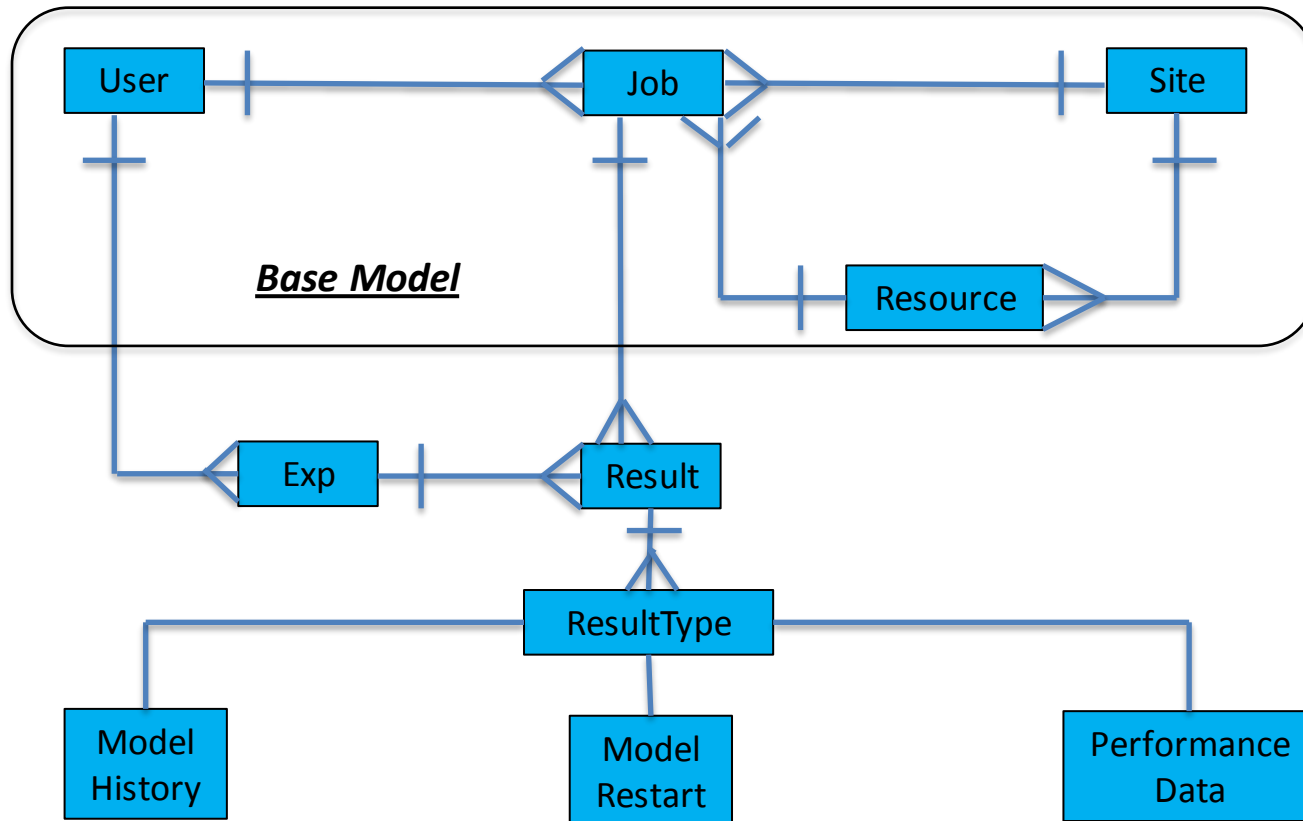 User
Job
Site
Base Model
Resource
Exp
Result
ResultType
Model
History
Model
Restart
Performance
Data